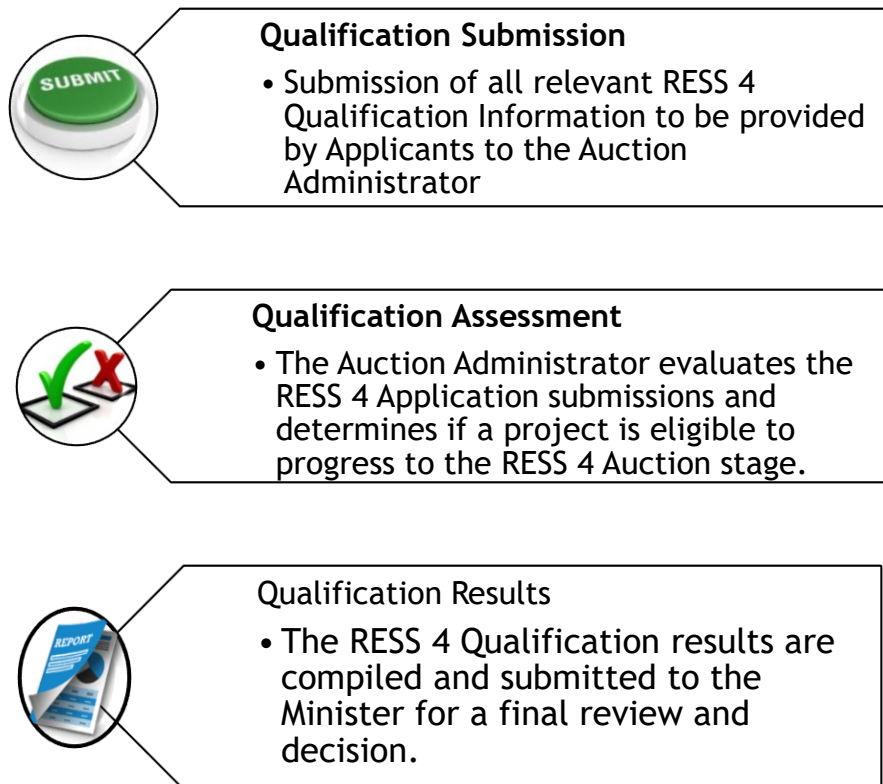 Qualification Submission
SUBMIT
• Submission of all relevant RESS 4
Qualification Information to be provided
by Applicants to the Auction
Administrator
Qualification Assessment
• The Auction Administrator evaluates the
RESS 4 Application submissions and
determines if a project is eligible to
progress to the RESS 4 Auction stage.
Qualification Results
REPORT
• The RESS 4 Qualification results are
compiled and submitted to the
Minister for a final review and
decision.